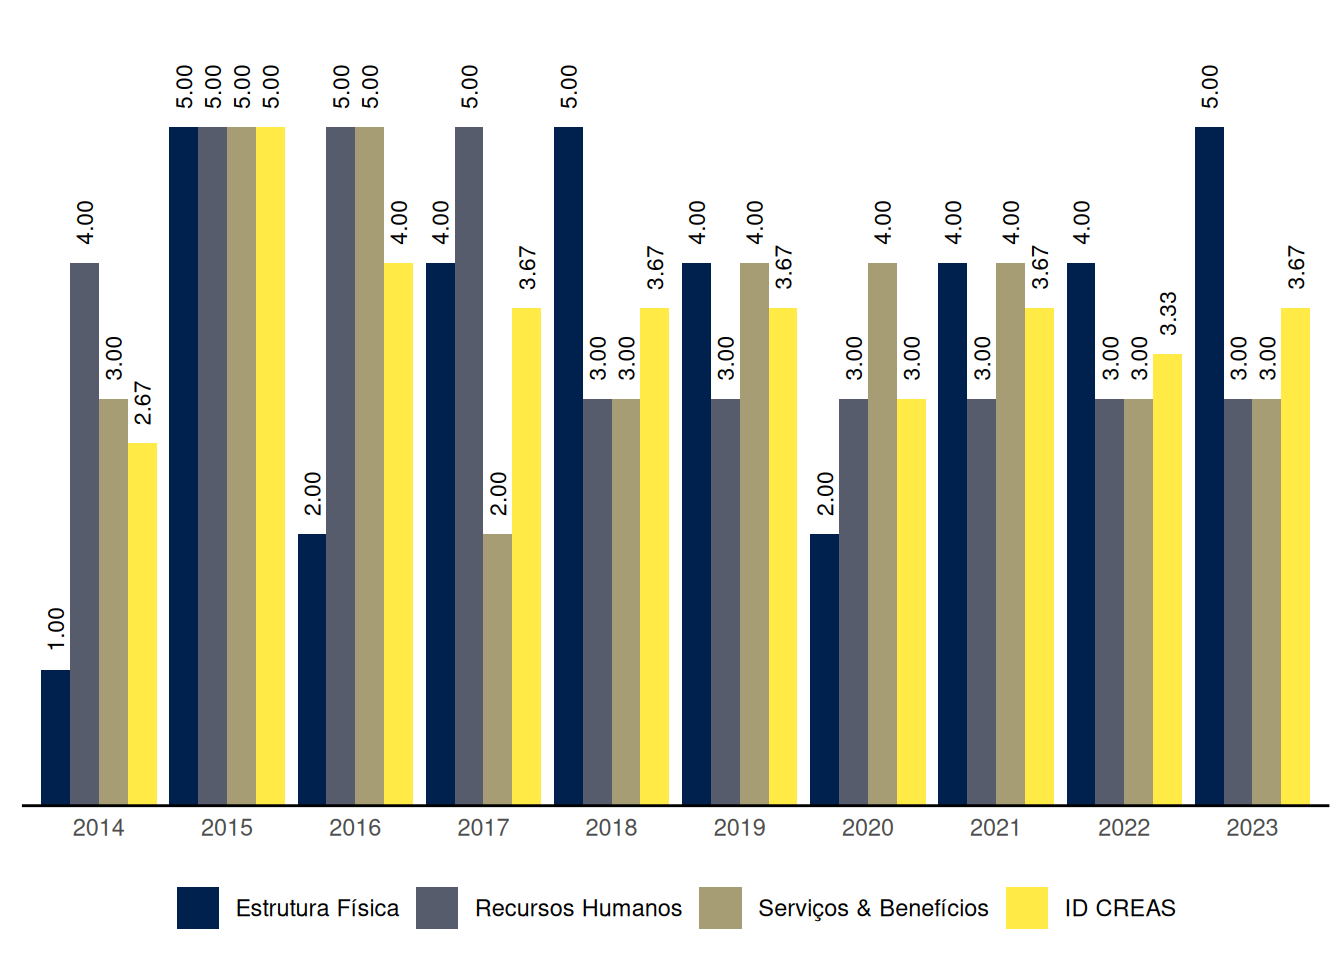 5.00 5.00 5.00 5.00 5.00 5.00 5.00 5.00 5.00
4.00 4.00 4.00 4.00 4.00 4.00 4.00 4.00 4.00
3.67 3.67 3.67 3.67 3.67
3.33
3.00 3.00 3.00 3.00 3.00 3.00 3.00 3.00 3.00 3.00 3.00
2.67
2.00 2.00 2.00
1.00
2014 2015 2016 2017 2018 2019 2020 2021 2022 2023
Estrutura Física Recursos Humanos Serviços & Benefícios ID CREAS